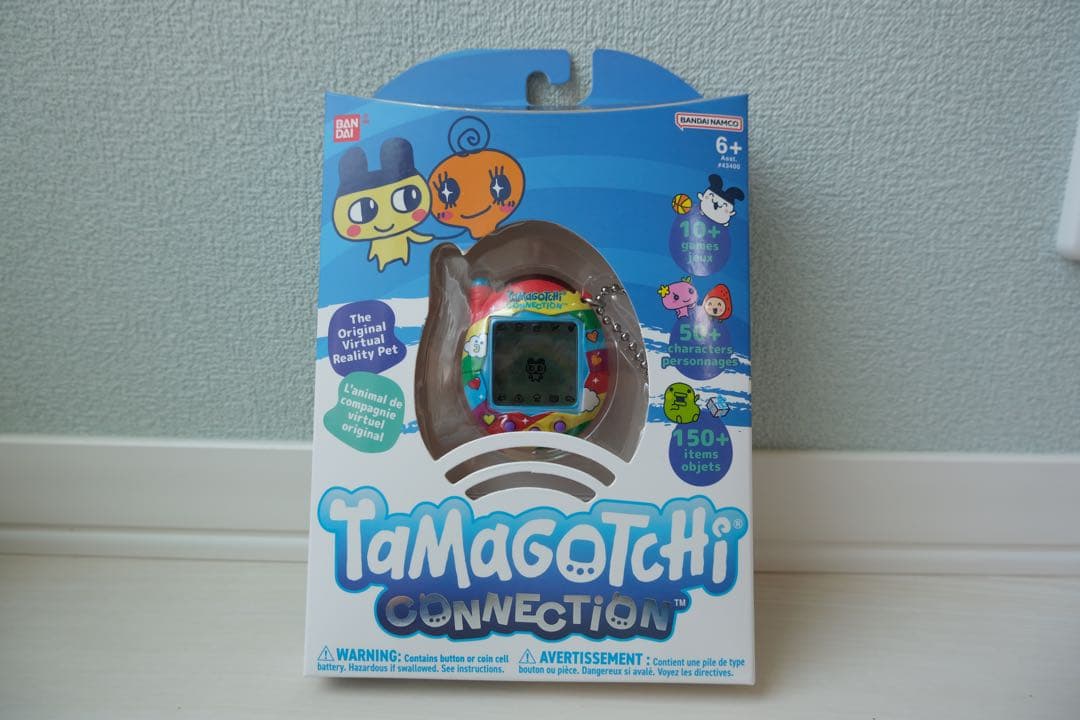 BAN
DAI
BANDAI NAMCO
6+
Asst.
#43400
10+
games
jeux
TAMAGOTCHI
CONNECTION
The
Original
Virtual
Reality Pet
50+
characters
personnages
L'animal de
compagnie
virtuel
original
150+
items
objets
TAMAGOTCHI®
CONNECTION™
⚠WARNING: Contains button or coin cell
battery. Hazardous if swallowed. See instructions.
⚠AVERTISSEMENT : Contient une pile de type
bouton ou pièce. Dangereux si avalé. Voyez les directives.